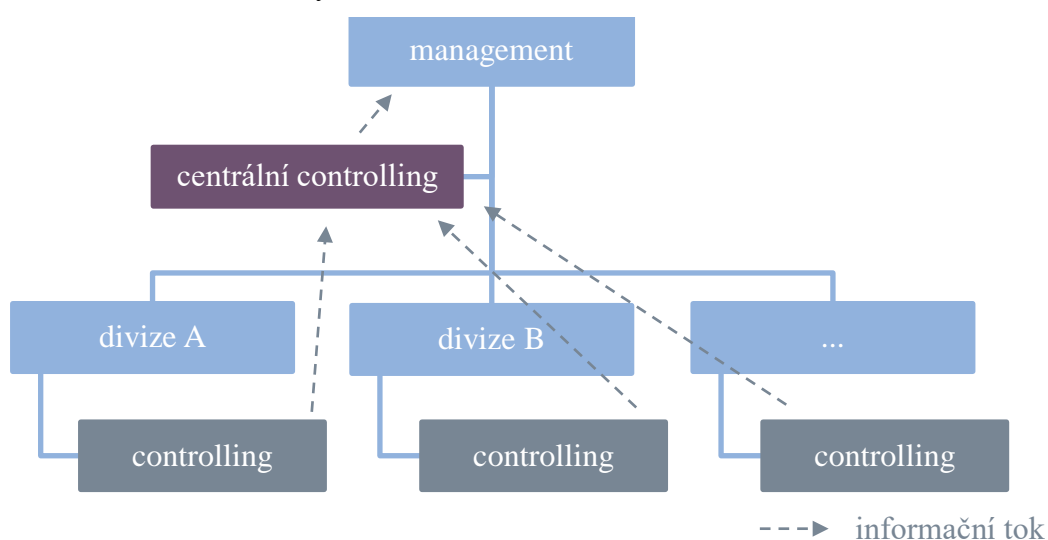 management
centrální controlling
divize A
divize B
...
controlling
controlling
controlling
informační tok